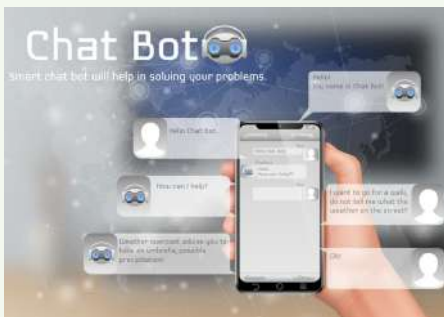 Chat Bot
Smart chat bot will help in solving your problems.
Hello!
My name is Chat bot!
Hello Chat bot.
How can I help?
I want to go for a walk,
do not tell me what the
weather on the street?
Weather overcast advise you to
take an umbrella, possible
precipitation!
Ok!